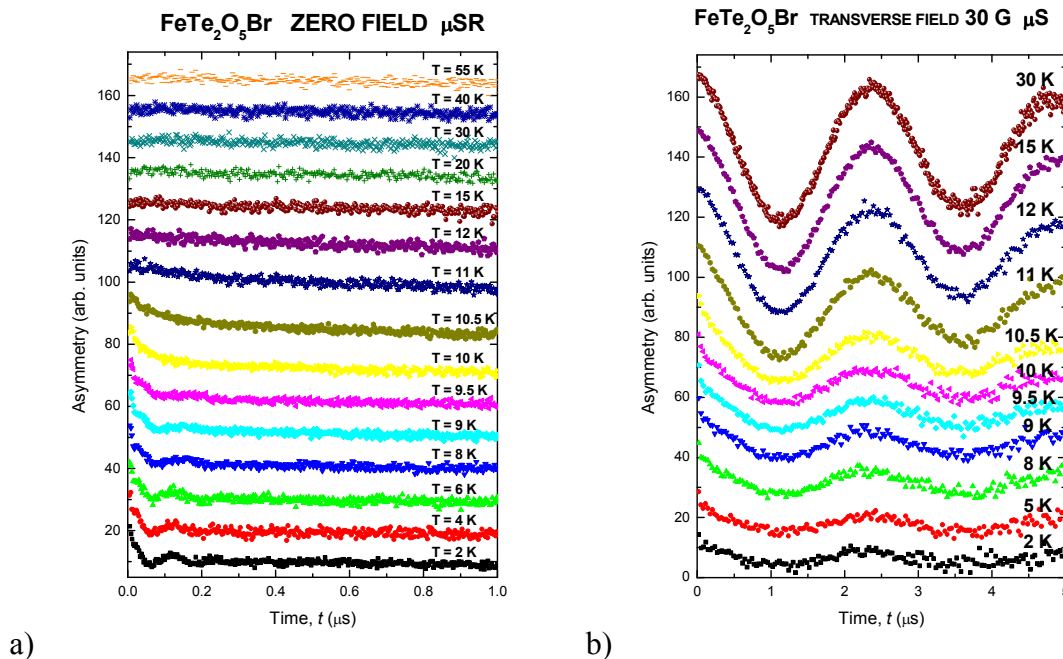 FeTe₂O₅Br ZERO FIELD μSR
160
140
120
100
80
60
40
20
Asymmetry (arb. units)
T = 55 K
T = 40 K
T = 30 K
T = 20 K
T = 15 K
T = 12 K
T = 11 K
T = 10.5 K
T = 10 K
T = 9.5 K
T = 9 K
T = 8 K
T = 6 K
T = 4 K
T = 2 K
0.0 0.2 0.4 0.6 0.8 1.0
Time, t (μs)
a)
FeTe₂O₅Br TRANSVERSE FIELD 30 G μS
160
140
120
100
80
60
40
20
0
Asymmetry (arb. units)
30 K
15 K
12 K
11 K
10.5 K
10 K
9.5 K
9 K
8 K
5 K
2 K
0 1 2 3 4 5
Time, t (μs)
b)